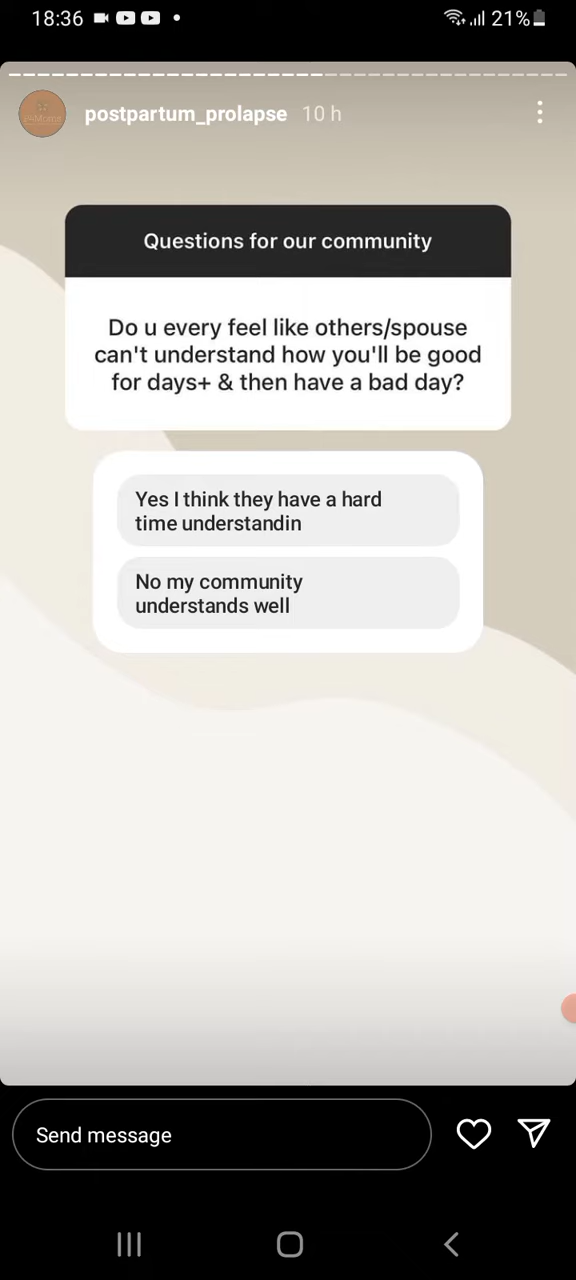 18:36
21%
postpartum_prolapse 10 h
Questions for our community
Do u every feel like others/spouse
can't understand how you'll be good
for days+ & then have a bad day?
Yes I think they have a hard
time understandin
No my community
understands well
Send message